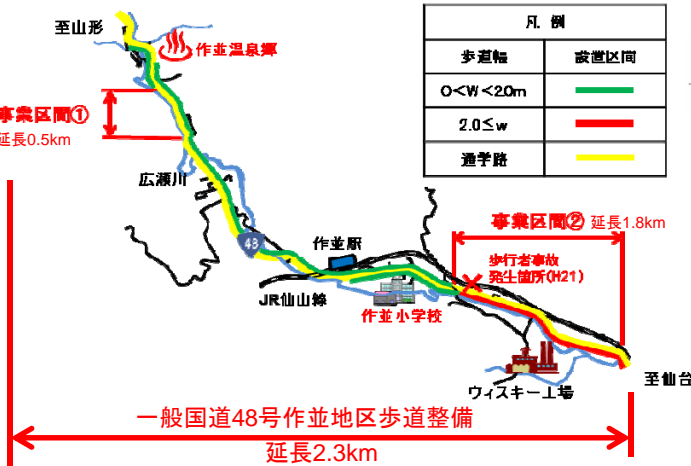 至山形
作並温泉郷
事業区間①
延長0.5km
広瀬川
43
作並駅
JR仙山線
作並小学校
凡 例
歩道幅
設置区間
0<W<2.0m
2.0≤w
通学路
事業区間② 延長1.8km
歩行者事故
発生箇所(H21)
ウィスキー工場
至仙台
一般国道48号作並地区歩道整備
延長2.3km